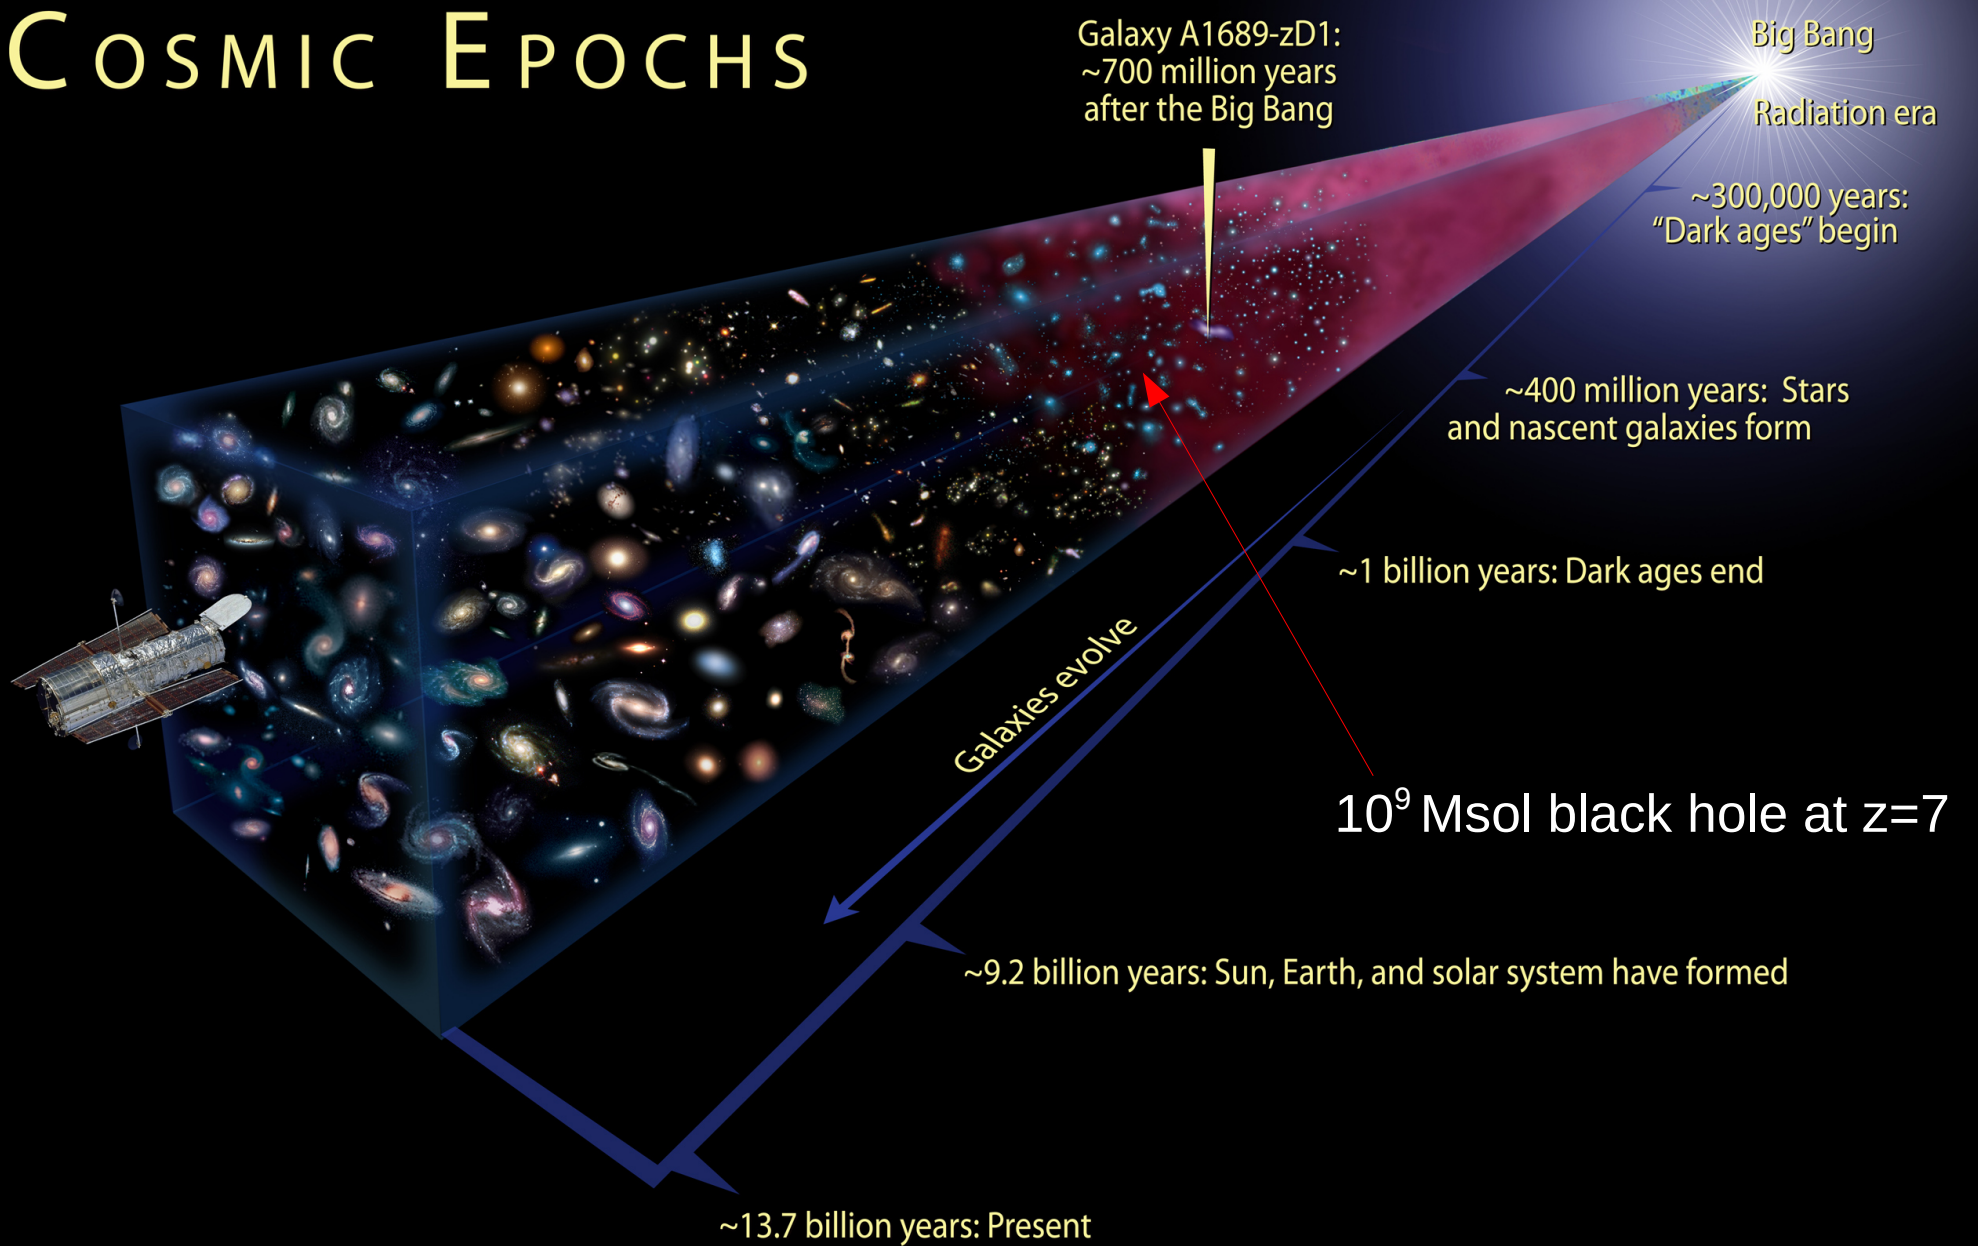 COSMIC EPOCHS
Galaxy A1689-zD1:
~700 million years
after the Big Bang
Big Bang
Radiation era
~300,000 years:
“Dark ages” begin
~400 million years: Stars
and nascent galaxies form
~1 billion years: Dark ages end
Galaxies evolve
10⁹ Msol black hole at z=7
~9.2 billion years: Sun, Earth, and solar system have formed
~13.7 billion years: Present